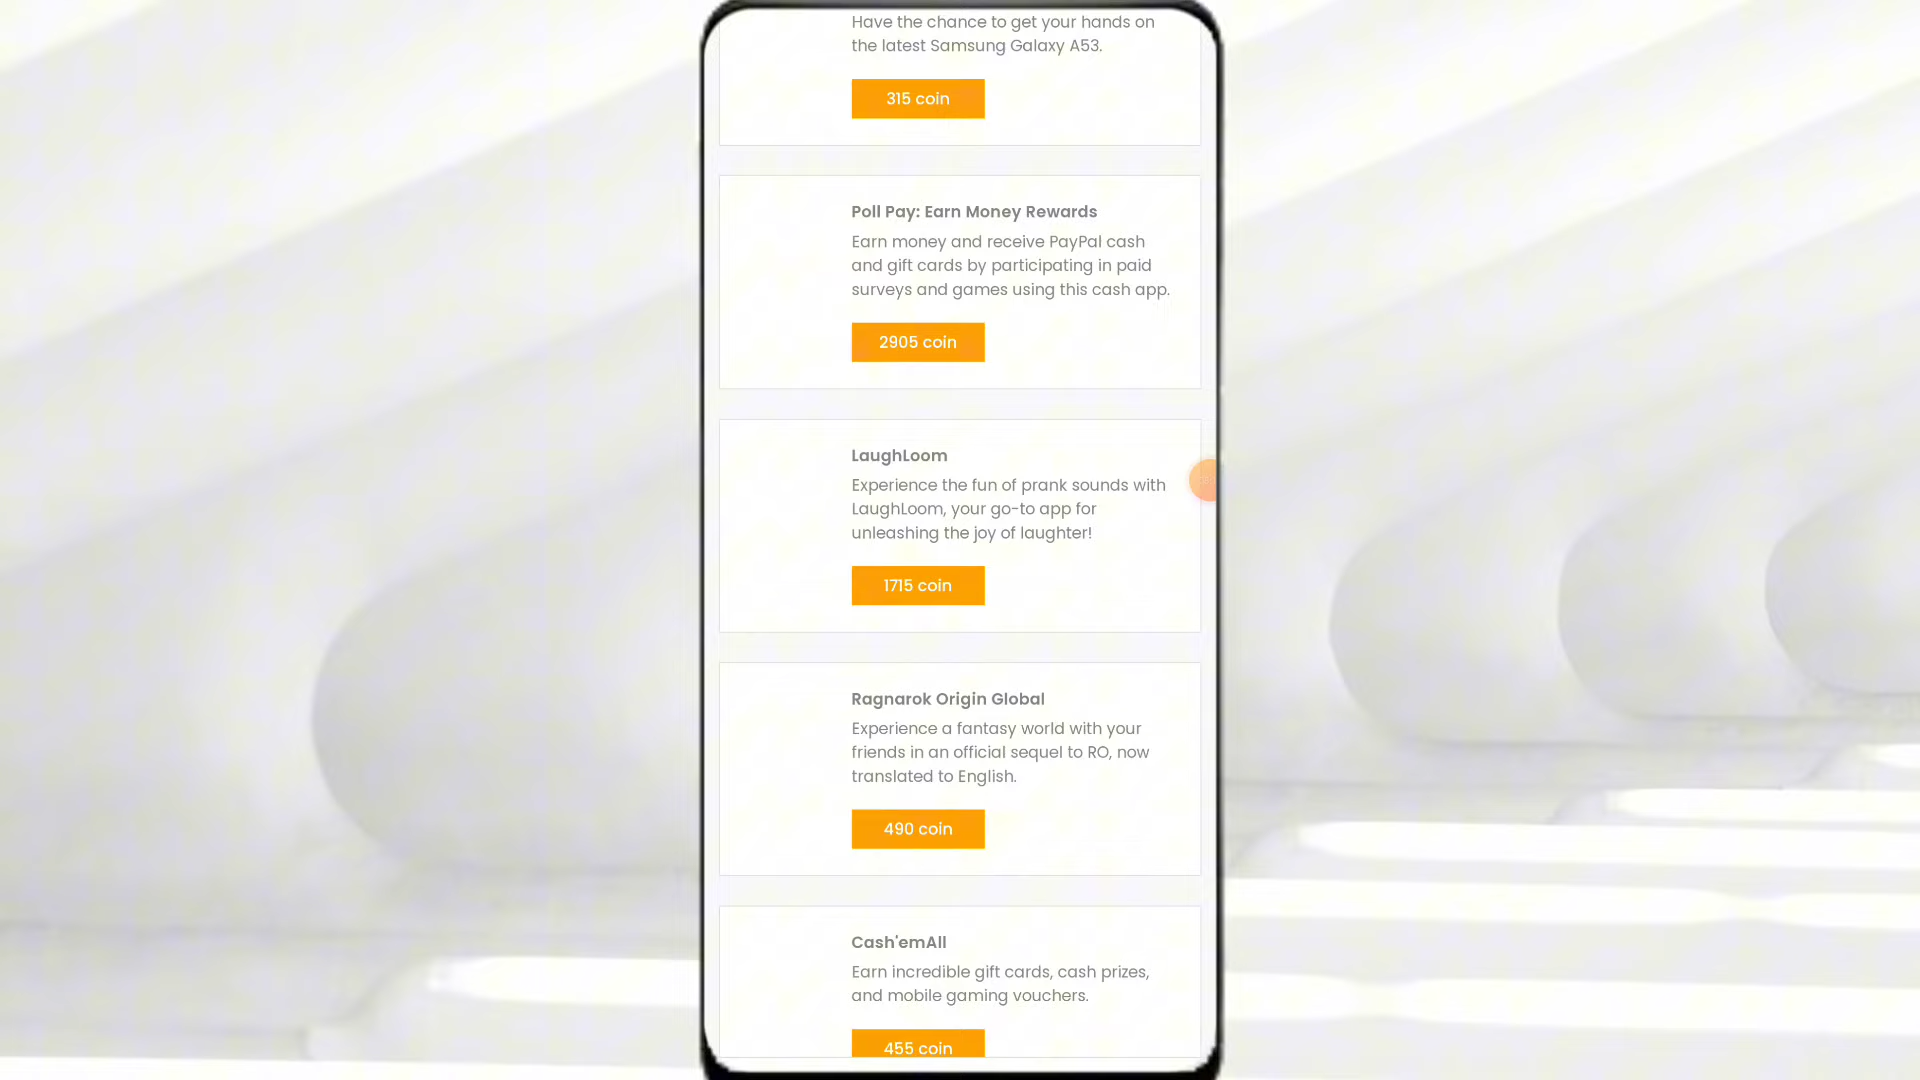 Have the chance to get your hands on
the latest Samsung Galaxy A53.
315 coin
Poll Pay: Earn Money Rewards
Earn money and receive PayPal cash
and gift cards by participating in paid
surveys and games using this cash app.
2905 coin
LaughLoom
Experience the fun of prank sounds with
LaughLoom, your go-to app for
unleashing the joy of laughter!
1715 coin
Ragnarok Origin Global
Experience a fantasy world with your
friends in an official sequel to RO, now
translated to English.
490 coin
Cash'emAll
Earn incredible gift cards, cash prizes,
and mobile gaming vouchers.
455 coin